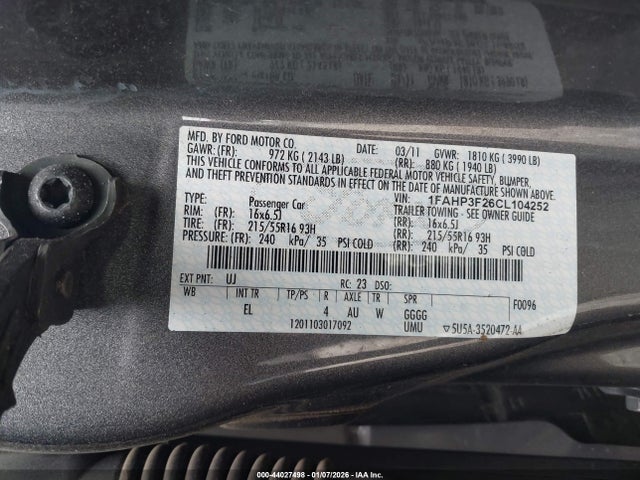 MFD. BY FORD MOTOR CO.
DATE: 03/11 GVWR: 1810 KG ( 3990 LB)
GAWR: (FR): 972 KG ( 2143 LB) (RR): 880 KG ( 1940 LB)
THIS VEHICLE CONFORMS TO ALL APPLICABLE FEDERAL MOTOR VEHICLE SAFETY, BUMPER,
AND THEFT PREVENTION STANDARDS IN EFFECT ON THE DATE OF MANUFACTURE SHOWN ABOVE.
VIN: 1FAHP3F26CL104252
TYPE: Passenger Car TRAILER TOWING - SEE OWNER GUIDE
RIM: (FR): 16x6.5J (RR): 16x6.5J
TIRE: (FR): 215/55R16 93H (RR): 215/55R16 93H
PRESSURE: (FR): 240 kPa/ 35 PSI COLD (RR): 240 kPa/ 35 PSI COLD
EXT PNT: UJ RC: 23 DSO:
WB INT TR TP/PS R AXLE TR SPR F0096
EL 4 AU W GGGG
1201103017092 UMU ▽5U5A-3520472-AA
000-44027498 - 01/07/2026 - IAAI Inc.